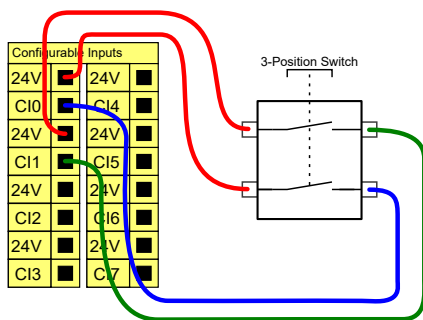 Configurable Inputs
3-Position Switch
24V 24V
CI0 CI4
24V 24V
CI1 CI5
24V 24V
CI2 CI6
24V 24V
CI3 CI7